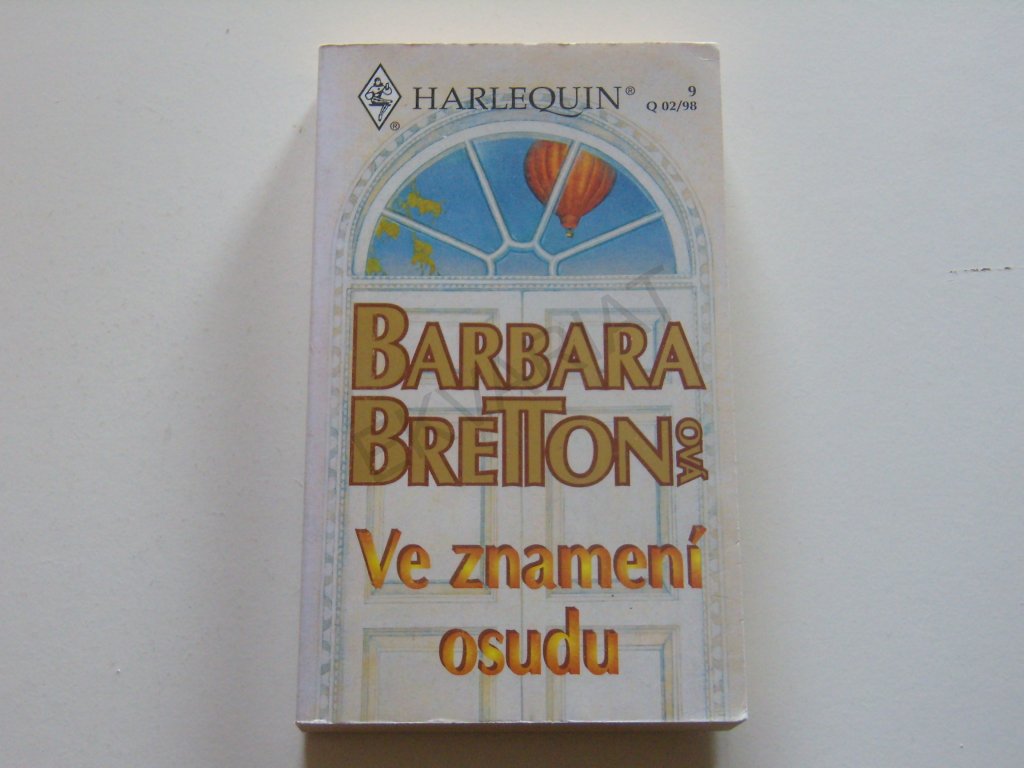 HARLEQUIN®
®
9
Q 02/98
BARBARA
BRETTONOVÁ
Ve znamení
osudu